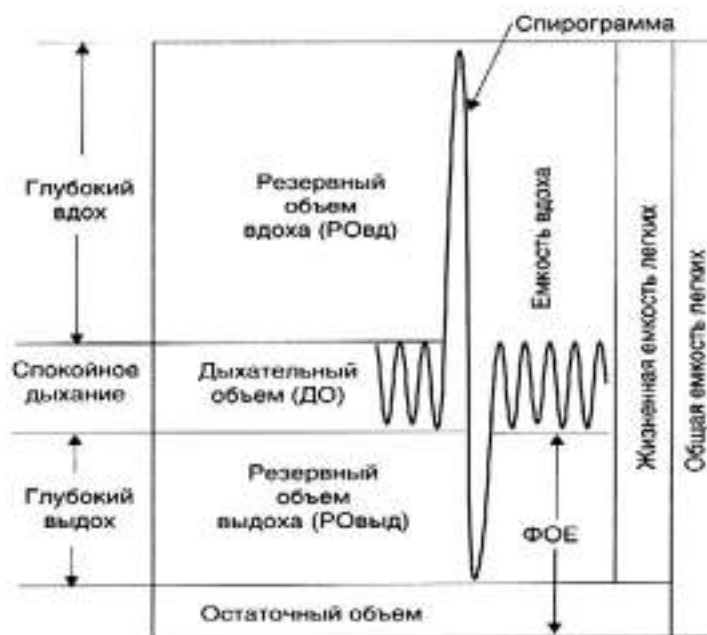 Спирограмма
Глубокий
вдох
Резервный
объем
вдоха (РОвд)
Емкость вдоха
Жизненная емкость легких
Общая емкость легких
Спокойное
дыхание
Дыхательный
объем (ДО)
Глубокий
выдох
Резервный
объем
выдоха (РОвыд)
ФОЕ
Остаточный объем